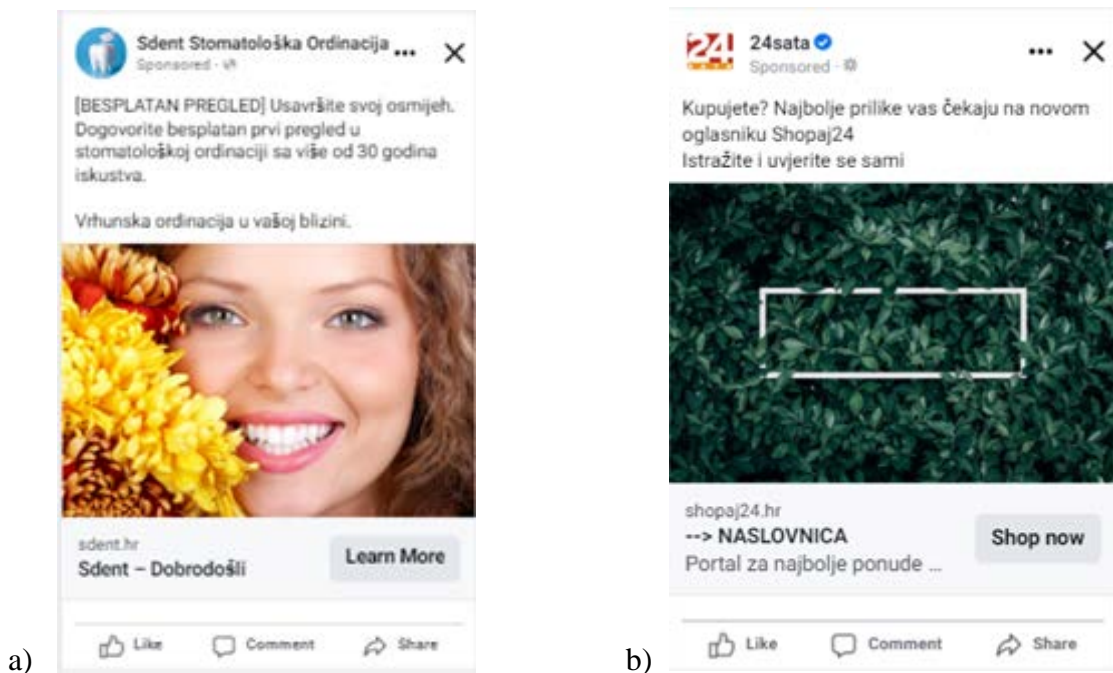 Sdent Stomatološka Ordinacija
Sponsored
[BESPLATAN PREGLED] Usavršite svoj osmijeh.
Dogovorite besplatan prvi pregled u
stomatološkoj ordinaciji sa više od 30 godina
iskustva.
Vrhunska ordinacija u vašoj blizini.
sdent.hr
Sdent – Dobrodošli
Learn More
Like Comment Share
a)
24 sata
24sata
Sponsored
Kupujete? Najbolje prilike vas čekaju na novom
oglasniku Shopaj24
Istražite i uvjerite se sami
shopaj24.hr
--> NASLOVNICA
Portal za najbolje ponude ...
Shop now
Like Comment Share
b)